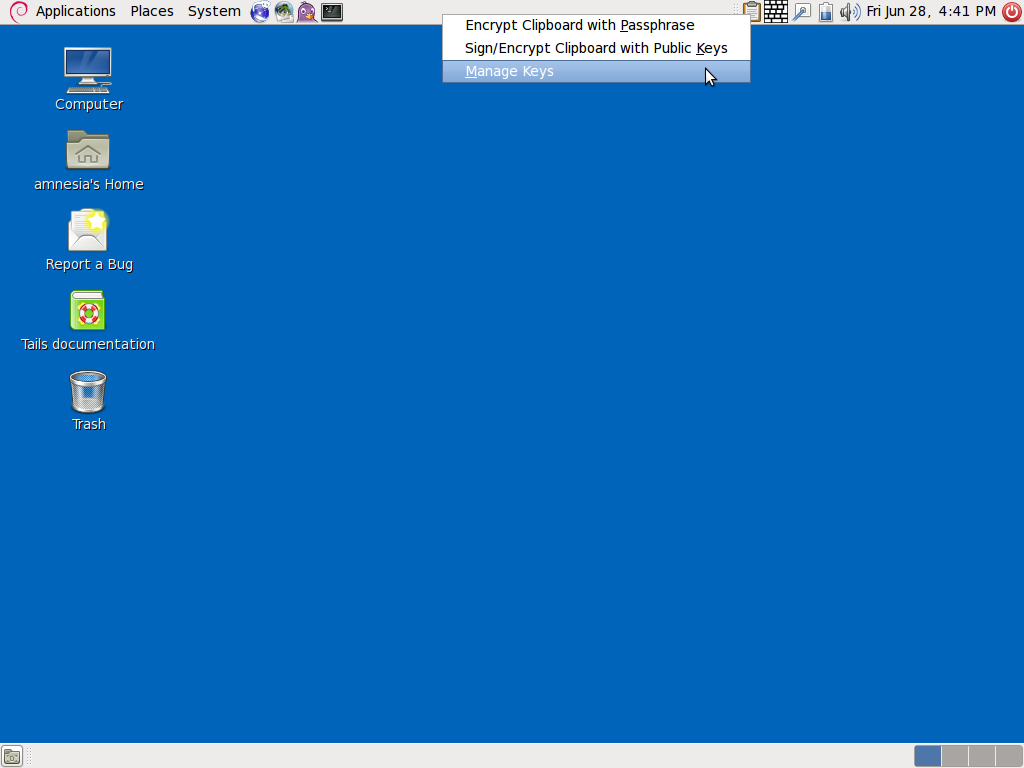 Applications Places System
Fri Jun 28, 4:41 PM
Encrypt Clipboard with Passphrase
Sign/Encrypt Clipboard with Public Keys
Manage Keys
Computer
amnesia's Home
Report a Bug
Tails documentation
Trash